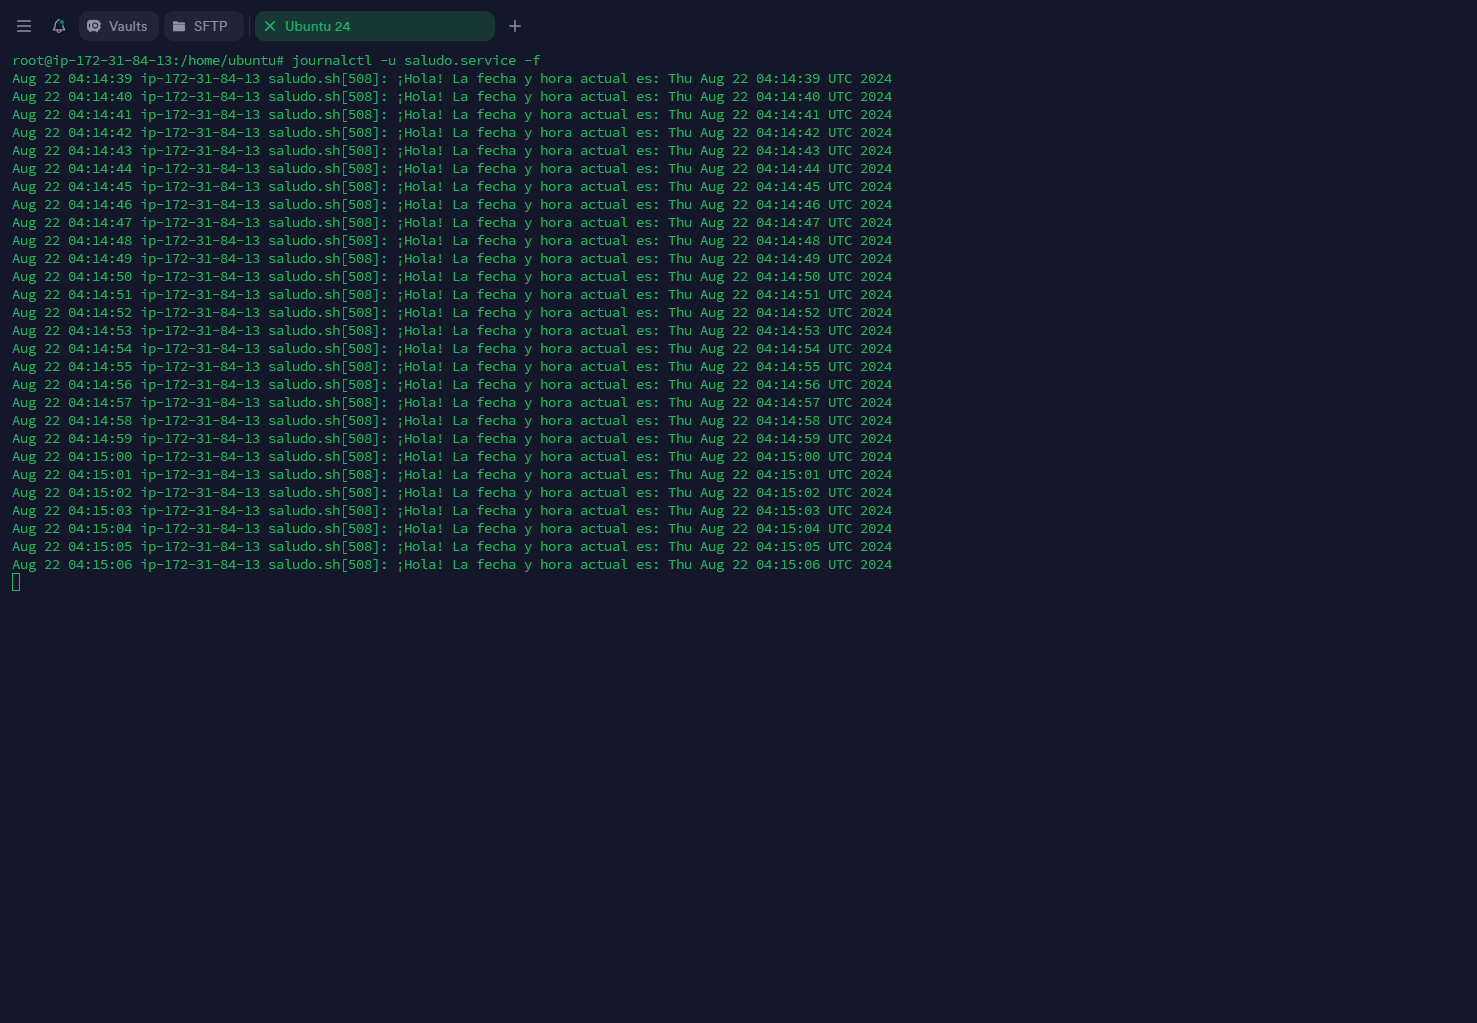 Vaults SFTP Ubuntu 24
root@ip-172-31-84-13:/home/ubuntu# journalctl -u saludo.service -f
Aug 22 04:14:39 ip-172-31-84-13 saludo.sh[508]: ¡Hola! La fecha y hora actual es: Thu Aug 22 04:14:39 UTC 2024
Aug 22 04:14:40 ip-172-31-84-13 saludo.sh[508]: ¡Hola! La fecha y hora actual es: Thu Aug 22 04:14:40 UTC 2024
Aug 22 04:14:41 ip-172-31-84-13 saludo.sh[508]: ¡Hola! La fecha y hora actual es: Thu Aug 22 04:14:41 UTC 2024
Aug 22 04:14:42 ip-172-31-84-13 saludo.sh[508]: ¡Hola! La fecha y hora actual es: Thu Aug 22 04:14:42 UTC 2024
Aug 22 04:14:43 ip-172-31-84-13 saludo.sh[508]: ¡Hola! La fecha y hora actual es: Thu Aug 22 04:14:43 UTC 2024
Aug 22 04:14:44 ip-172-31-84-13 saludo.sh[508]: ¡Hola! La fecha y hora actual es: Thu Aug 22 04:14:44 UTC 2024
Aug 22 04:14:45 ip-172-31-84-13 saludo.sh[508]: ¡Hola! La fecha y hora actual es: Thu Aug 22 04:14:45 UTC 2024
Aug 22 04:14:46 ip-172-31-84-13 saludo.sh[508]: ¡Hola! La fecha y hora actual es: Thu Aug 22 04:14:46 UTC 2024
Aug 22 04:14:47 ip-172-31-84-13 saludo.sh[508]: ¡Hola! La fecha y hora actual es: Thu Aug 22 04:14:47 UTC 2024
Aug 22 04:14:48 ip-172-31-84-13 saludo.sh[508]: ¡Hola! La fecha y hora actual es: Thu Aug 22 04:14:48 UTC 2024
Aug 22 04:14:49 ip-172-31-84-13 saludo.sh[508]: ¡Hola! La fecha y hora actual es: Thu Aug 22 04:14:49 UTC 2024
Aug 22 04:14:50 ip-172-31-84-13 saludo.sh[508]: ¡Hola! La fecha y hora actual es: Thu Aug 22 04:14:50 UTC 2024
Aug 22 04:14:51 ip-172-31-84-13 saludo.sh[508]: ¡Hola! La fecha y hora actual es: Thu Aug 22 04:14:51 UTC 2024
Aug 22 04:14:52 ip-172-31-84-13 saludo.sh[508]: ¡Hola! La fecha y hora actual es: Thu Aug 22 04:14:52 UTC 2024
Aug 22 04:14:53 ip-172-31-84-13 saludo.sh[508]: ¡Hola! La fecha y hora actual es: Thu Aug 22 04:14:53 UTC 2024
Aug 22 04:14:54 ip-172-31-84-13 saludo.sh[508]: ¡Hola! La fecha y hora actual es: Thu Aug 22 04:14:54 UTC 2024
Aug 22 04:14:55 ip-172-31-84-13 saludo.sh[508]: ¡Hola! La fecha y hora actual es: Thu Aug 22 04:14:55 UTC 2024
Aug 22 04:14:56 ip-172-31-84-13 saludo.sh[508]: ¡Hola! La fecha y hora actual es: Thu Aug 22 04:14:56 UTC 2024
Aug 22 04:14:57 ip-172-31-84-13 saludo.sh[508]: ¡Hola! La fecha y hora actual es: Thu Aug 22 04:14:57 UTC 2024
Aug 22 04:14:58 ip-172-31-84-13 saludo.sh[508]: ¡Hola! La fecha y hora actual es: Thu Aug 22 04:14:58 UTC 2024
Aug 22 04:14:59 ip-172-31-84-13 saludo.sh[508]: ¡Hola! La fecha y hora actual es: Thu Aug 22 04:14:59 UTC 2024
Aug 22 04:15:00 ip-172-31-84-13 saludo.sh[508]: ¡Hola! La fecha y hora actual es: Thu Aug 22 04:15:00 UTC 2024
Aug 22 04:15:01 ip-172-31-84-13 saludo.sh[508]: ¡Hola! La fecha y hora actual es: Thu Aug 22 04:15:01 UTC 2024
Aug 22 04:15:02 ip-172-31-84-13 saludo.sh[508]: ¡Hola! La fecha y hora actual es: Thu Aug 22 04:15:02 UTC 2024
Aug 22 04:15:03 ip-172-31-84-13 saludo.sh[508]: ¡Hola! La fecha y hora actual es: Thu Aug 22 04:15:03 UTC 2024
Aug 22 04:15:04 ip-172-31-84-13 saludo.sh[508]: ¡Hola! La fecha y hora actual es: Thu Aug 22 04:15:04 UTC 2024
Aug 22 04:15:05 ip-172-31-84-13 saludo.sh[508]: ¡Hola! La fecha y hora actual es: Thu Aug 22 04:15:05 UTC 2024
Aug 22 04:15:06 ip-172-31-84-13 saludo.sh[508]: ¡Hola! La fecha y hora actual es: Thu Aug 22 04:15:06 UTC 2024